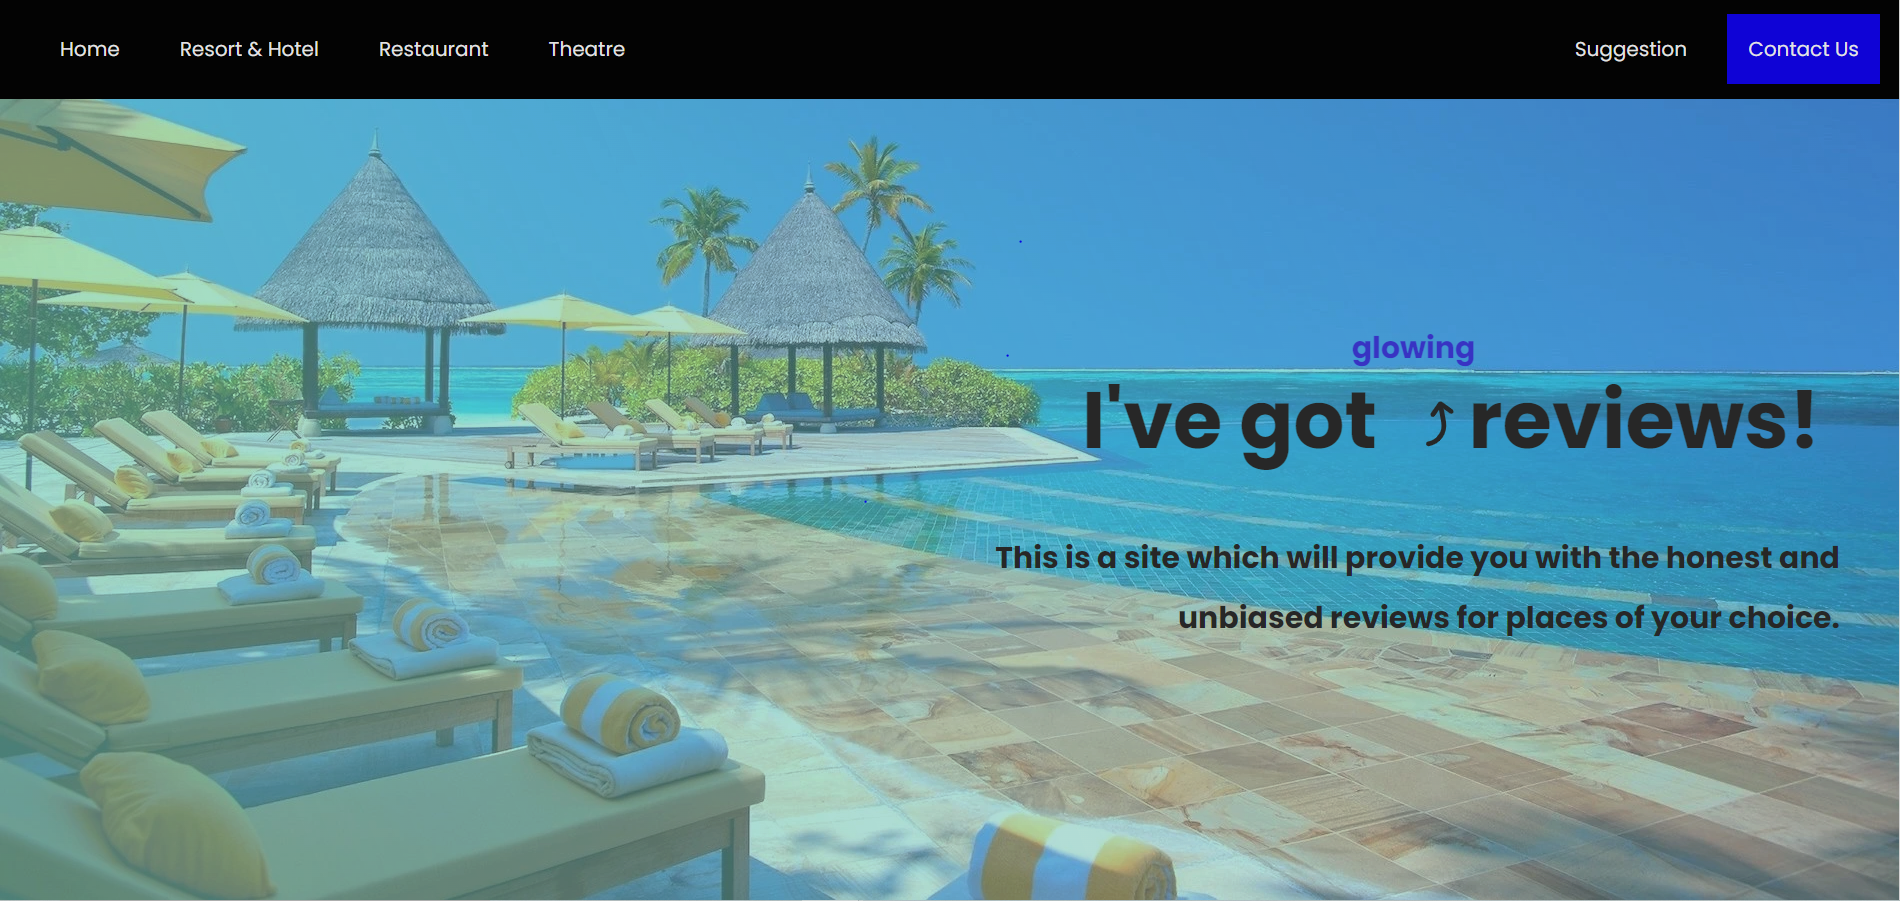 Home Resort & Hotel Restaurant Theatre Suggestion Contact Us
glowing
I've got ⤴ reviews!
This is a site which will provide you with the honest and
unbiased reviews for places of your choice.